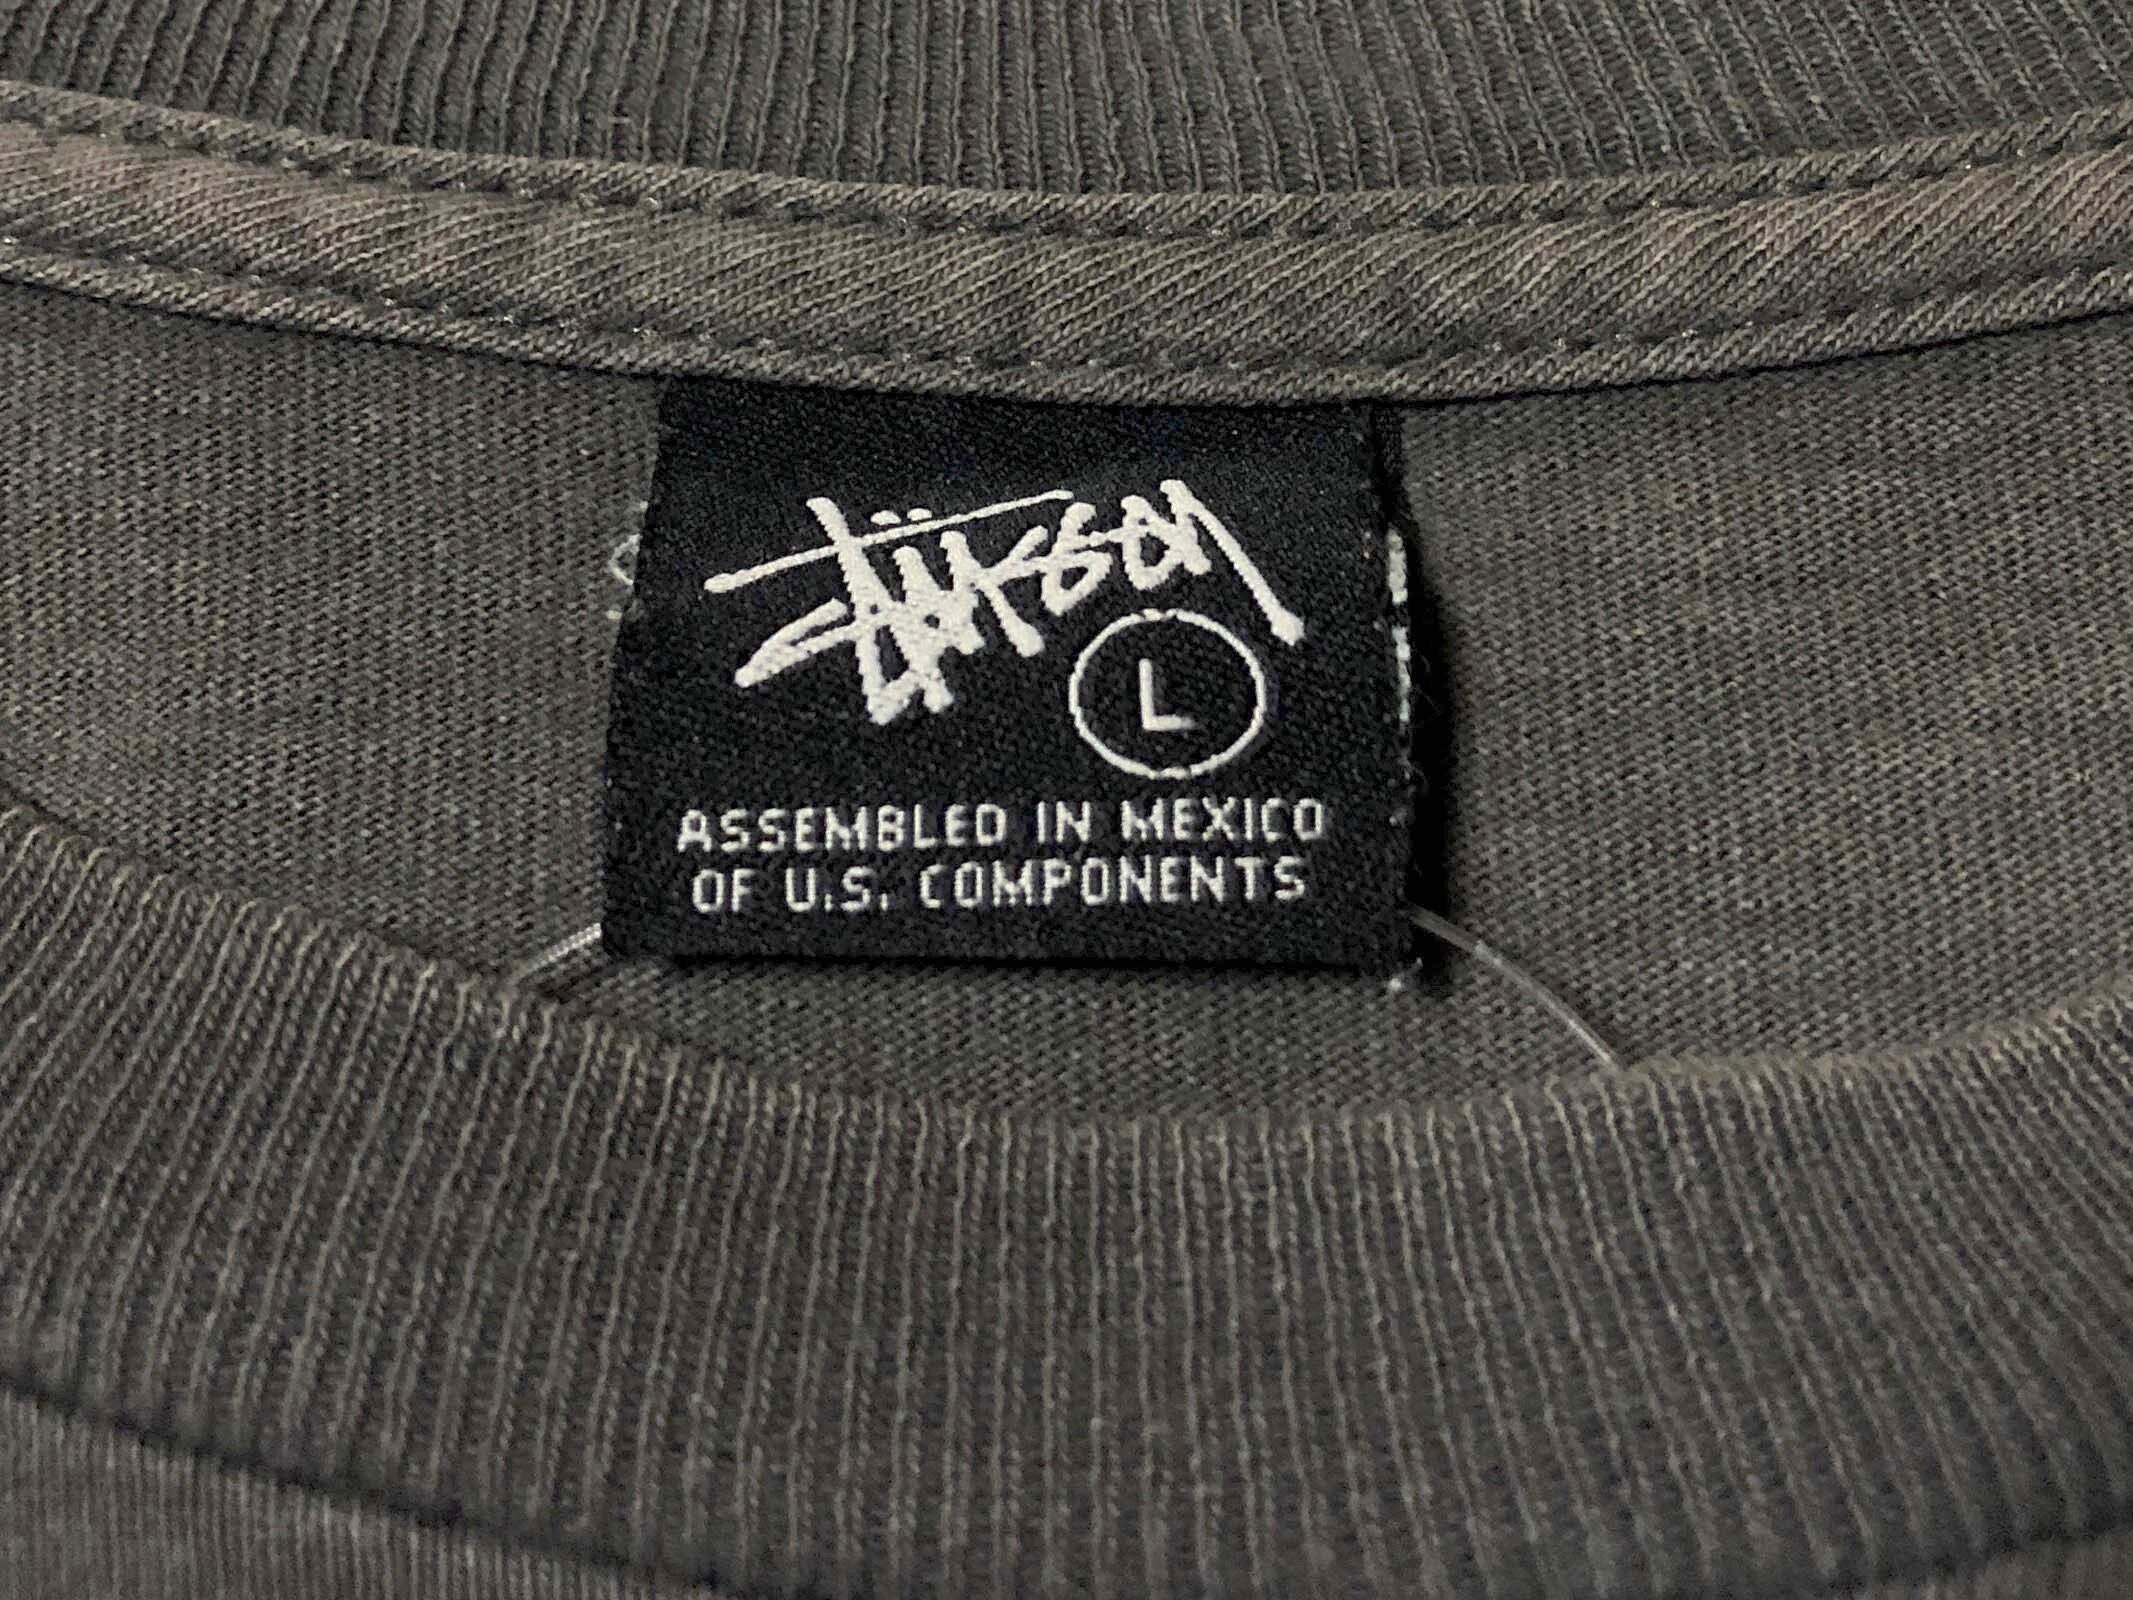 Stüssy
L
ASSEMBLED IN MEXICO
OF U.S. COMPONENTS